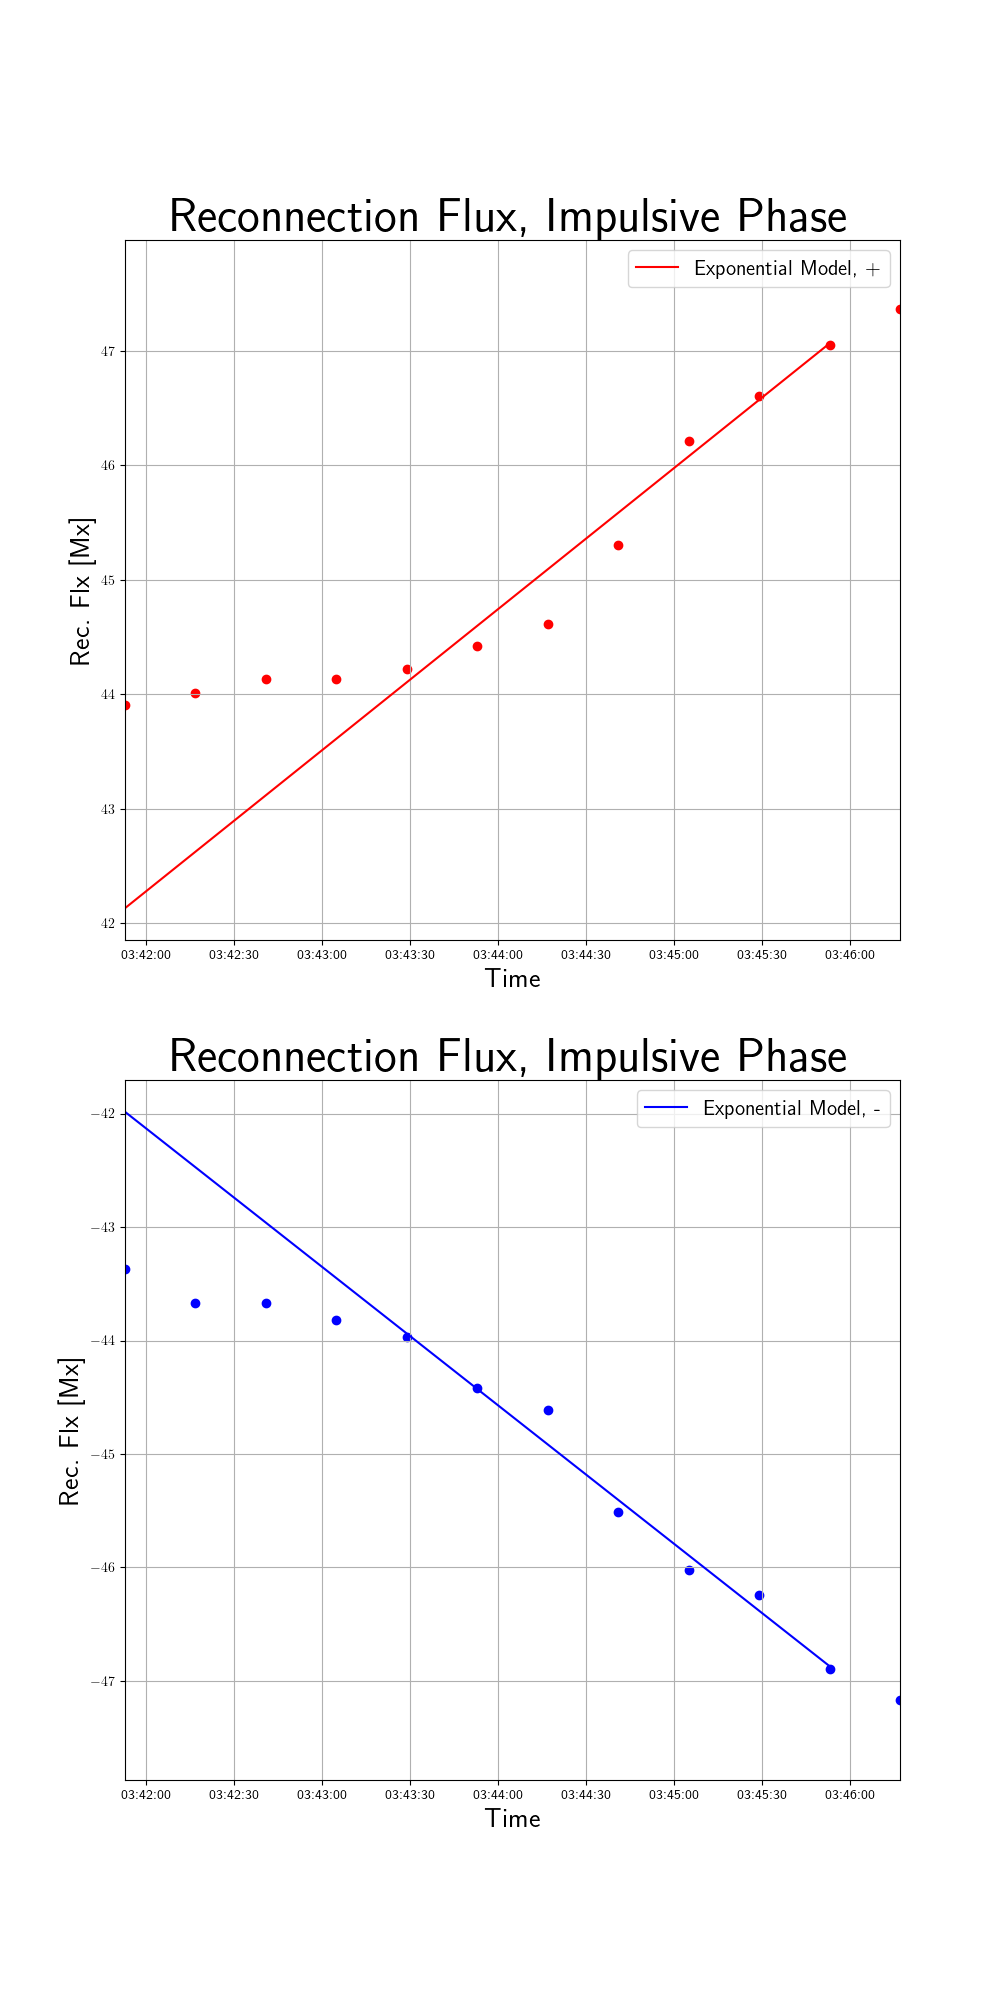 Reconnection Flux, Impulsive Phase
Exponential Model, +
47
46
45
44
43
42
Rec. Flx [Mx]
03:42:00 03:42:30 03:43:00 03:43:30 03:44:00 03:44:30 03:45:00 03:45:30 03:46:00
Time
Reconnection Flux, Impulsive Phase
Exponential Model, -
−42
−43
−44
−45
−46
−47
Rec. Flx [Mx]
03:42:00 03:42:30 03:43:00 03:43:30 03:44:00 03:44:30 03:45:00 03:45:30 03:46:00
Time